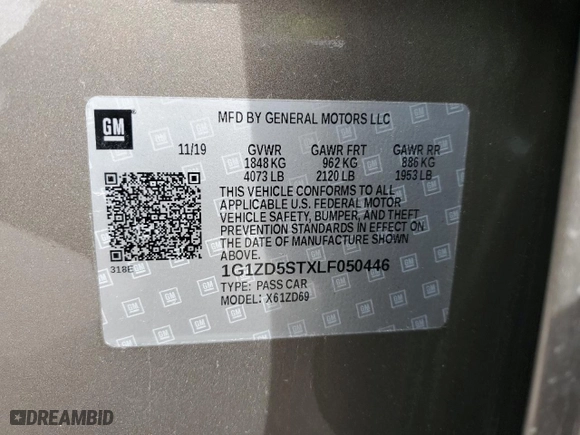 GM
MFD BY GENERAL MOTORS LLC
11/19 GVWR GAWR FRT GAWR RR
1848 KG 962 KG 886 KG
4073 LB 2120 LB 1953 LB
THIS VEHICLE CONFORMS TO ALL
APPLICABLE U.S. FEDERAL MOTOR
VEHICLE SAFETY, BUMPER, AND THEFT
PREVENTION STANDARDS IN EFFECT ON
THE DATE OF MANUFACTURE SHOWN
ABOVE.
318E
1G1ZD5STXLF050446
TYPE: PASS CAR
MODEL: X61ZD69
DREAMBID